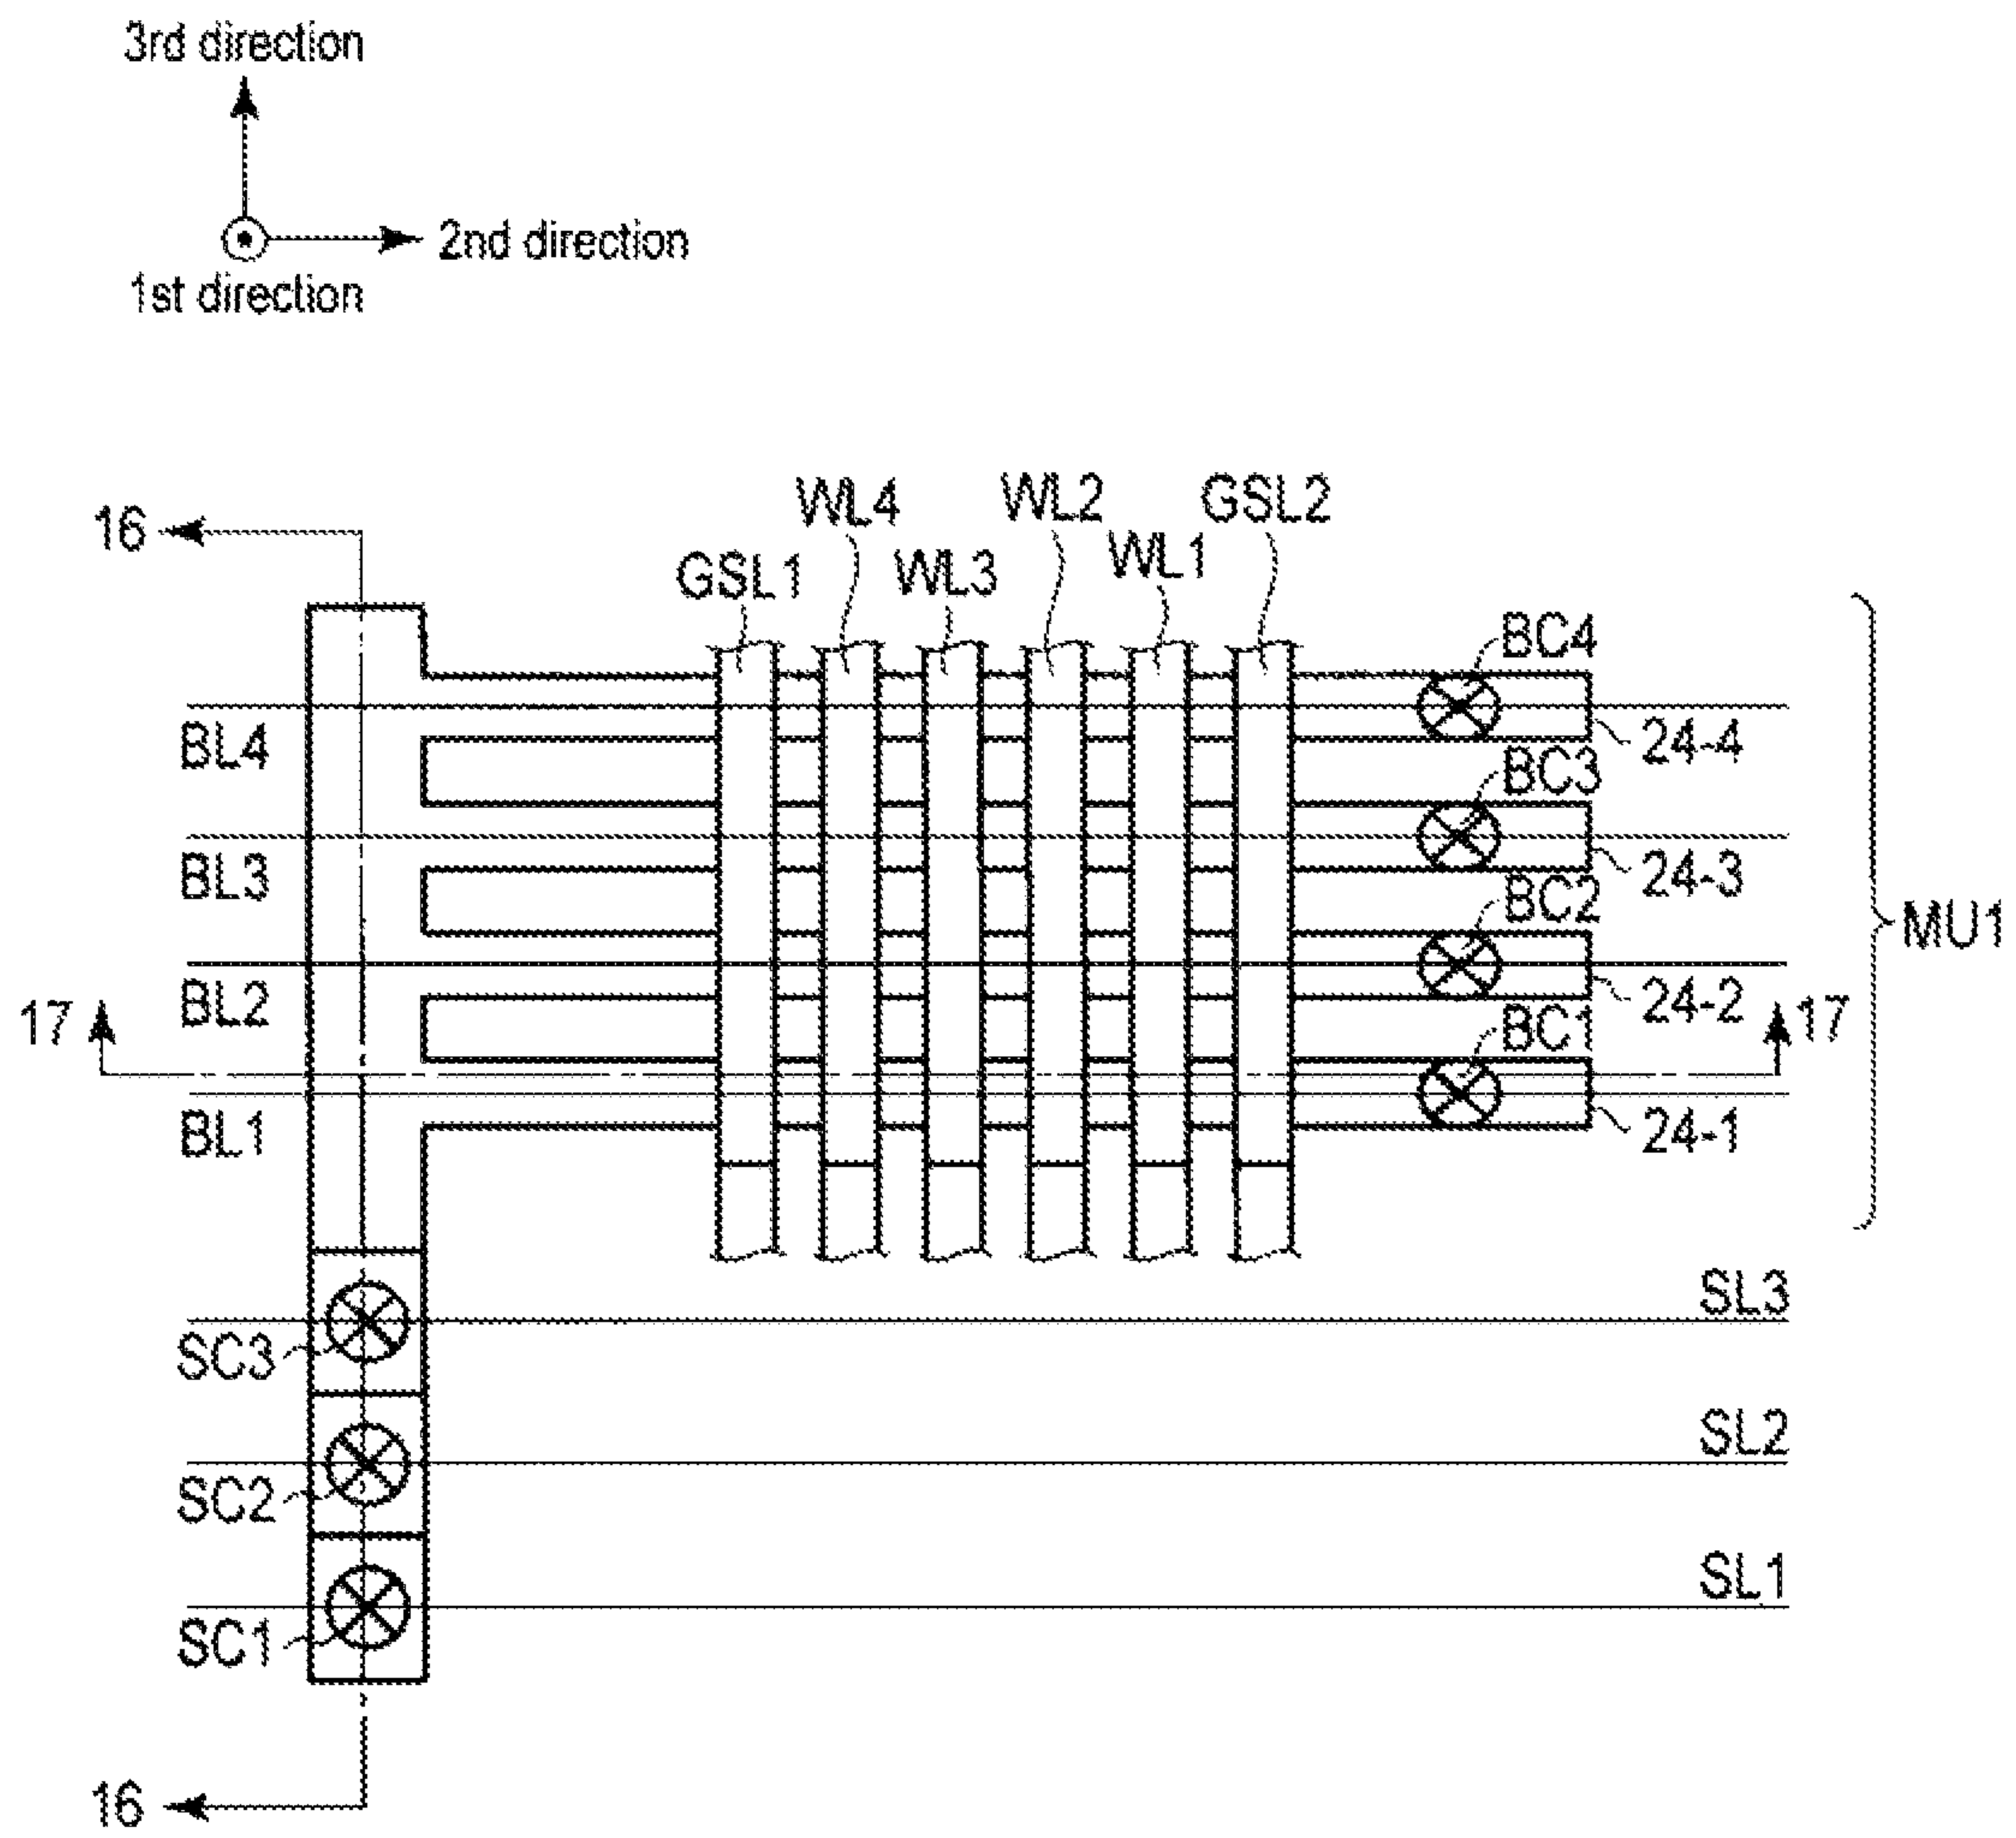 3rd direction
2nd direction
1st direction
16
WL4
WL2
GSL2
GSL1
WL3
WL1
BC4
BL4
24-4
BC3
BL3
24-3
BC2
MU1
BL2
24-2
17
17
BC1
BL1
24-1
SL3
SC3
SL2
SC2
SL1
SC1
16